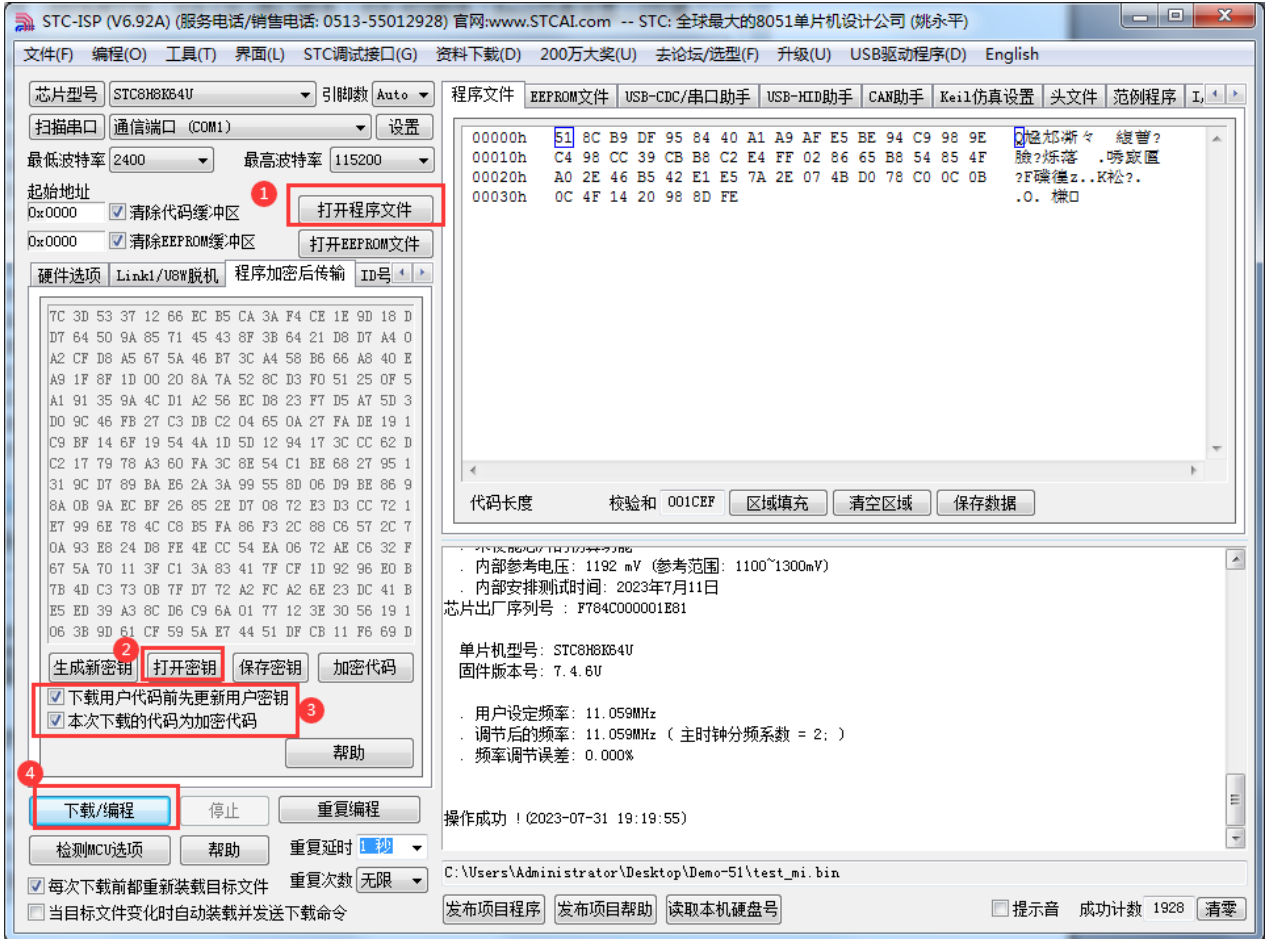 STC-ISP (V6.92A) (服务电话/销售电话: 0513-55012928) 官网:www.STCAI.com -- STC: 全球最大的8051单片机设计公司 (姚永平)
文件(F) 编程(O) 工具(T) 界面(L) STC调试接口(G) 资料下载(D) 200万大奖(U) 去论坛/选型(F) 升级(U) USB驱动程序(D) English
芯片型号 STC8H8K64U 引脚数 Auto
扫描串口 通信端口 (COM1) 设置
最低波特率 2400 最高波特率 115200
起始地址
0x0000 清除代码缓冲区 1 打开程序文件
0x0000 清除EEPROM缓冲区 打开EEPROM文件
硬件选项 Link1/U8W脱机 程序加密后传输 ID号
7C 3D 53 37 12 66 EC B5 CA 3A F4 CE 1E 9D 18 D
D7 64 50 9A 85 71 45 43 8F 3B 64 21 D8 D7 A4 0
A2 CF D8 A5 67 5A 46 B7 3C A4 58 B6 66 A8 40 E
A9 1F 8F 1D 00 20 8A 7A 52 8C D3 F0 51 25 0F 5
A1 91 35 9A 4C D1 A2 56 EC D8 23 F7 D5 A7 5D 3
D0 9C 46 FB 27 C3 DB C2 04 65 0A 27 FA DE 19 1
C9 BF 14 6F 19 54 4A 1D 5D 12 94 17 3C CC 62 D
C2 17 79 78 A3 60 FA 3C 8E 54 C1 BE 68 27 95 1
31 9C D7 89 BA E6 2A 3A 99 55 8D 06 D9 BE 86 9
8A 0B 9A EC BF 26 85 2E D7 08 72 E3 D3 CC 72 1
E7 99 6E 78 4C C8 B5 FA 86 F3 2C 88 C6 57 2C 7
0A 93 E8 24 D8 FE 4E CC 54 EA 06 72 AE C6 32 F
67 5A 70 11 3F C1 3A 83 41 7F CF 1D 92 96 E0 B
7B 4D C3 73 0B 7F D7 72 A2 FC A2 6E 23 DC 41 B
E5 ED 39 A3 8C D6 C9 6A 01 77 12 3E 30 56 19 1
06 3B 9D 61 CF 59 5A E7 44 51 DF CB 11 F6 69 D
2
生成新密钥 打开密钥 保存密钥 加密代码
下载用户代码前先更新用户密钥
本次下载的代码为加密代码
3
帮助
4
下载/编程 停止 重复编程
检测MCU选项 帮助 重复延时 1 秒
每次下载前都重新装载目标文件 重复次数 无限
当目标文件变化时自动装载并发送下载命令
程序文件 EEPROM文件 USB-CDC/串口助手 USB-HID助手 CAN助手 Keil仿真设置 头文件 范例程序 I,
00000h 51 8C B9 DF 95 84 40 A1 A9 AF E5 BE 94 C9 98 9E
00010h C4 98 CC 39 CB B8 C2 E4 FF 02 86 65 B8 54 85 4F
00020h A0 2E 46 B5 42 E1 E5 7A 2E 07 4B D0 78 C0 0C 0B
00030h 0C 4F 14 20 98 8D FE
代码长度 校验和 001CEF 区域填充 清空区域 保存数据
. 内部参考电压: 1192 mV (参考范围: 1100~1300mV)
. 内部安排测试时间: 2023年7月11日
芯片出厂序列号 : F784C000001E81
单片机型号: STC8H8K64U
固件版本号: 7.4.6U
. 用户设定频率: 11.059MHz
. 调节后的频率: 11.059MHz ( 主时钟分频系数 = 2; )
. 频率调节误差: 0.000%
操作成功 !(2023-07-31 19:19:55)
C:\Users\Administrator\Desktop\Demo-51\test_mi.bin
发布项目程序 发布项目帮助 读取本机硬盘号 提示音 成功计数 1928 清零